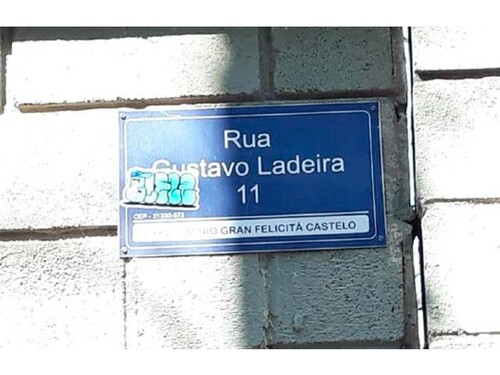 Rua
Gustavo Ladeira
11
GRAN FELICITÀ CASTELO